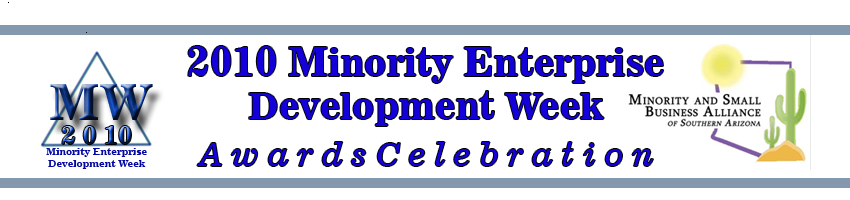 MW
2010
Minority Enterprise
Development Week
2010 Minority Enterprise
Development Week
AwardsCelebration
MINORITY AND SMALL
BUSINESS ALLIANCE
OF SOUTHERN ARIZONA